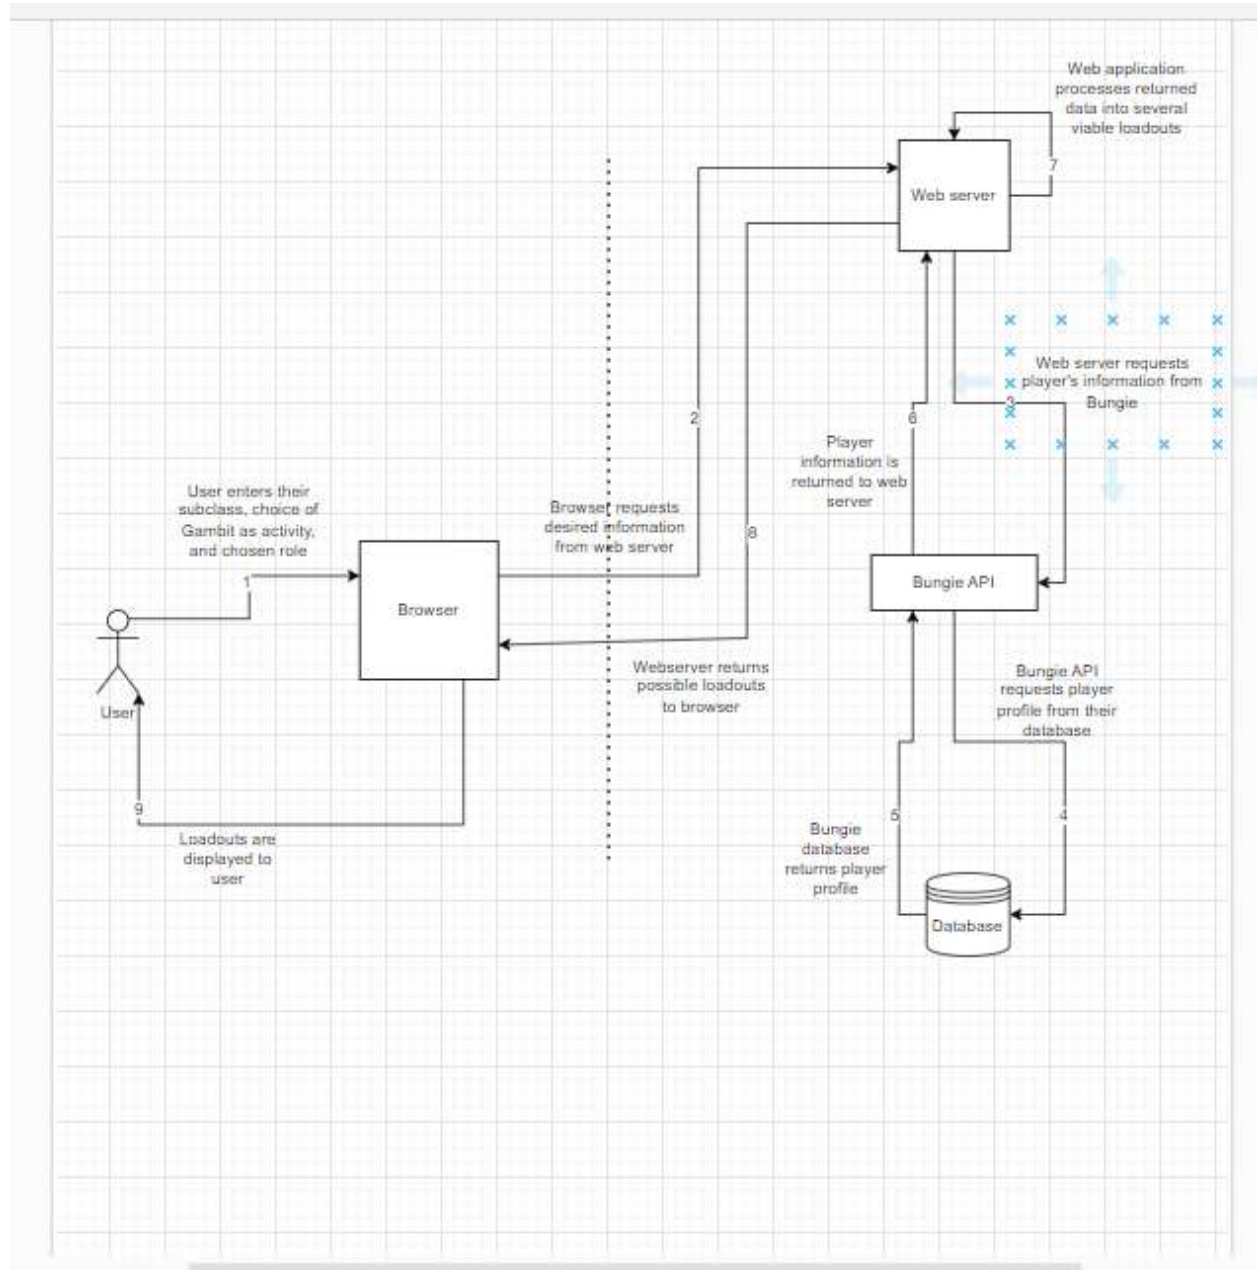 Web application
processes returned
data into several
viable loadouts
7
Web server
Web server requests
player's information from
Bungie
3
2
6
Player
information is
returned to web
server
User enters their
subclass, choice of
Gambit as activity,
and chosen role
1
Browser requests
desired information
from web server
8
Browser
Bungie API
User
Webserver returns
possible loadouts
to browser
Bungie API
requests player
profile from their
database
9
Loadouts are
displayed to
user
5
4
Bungie
database
returns player
profile
Database